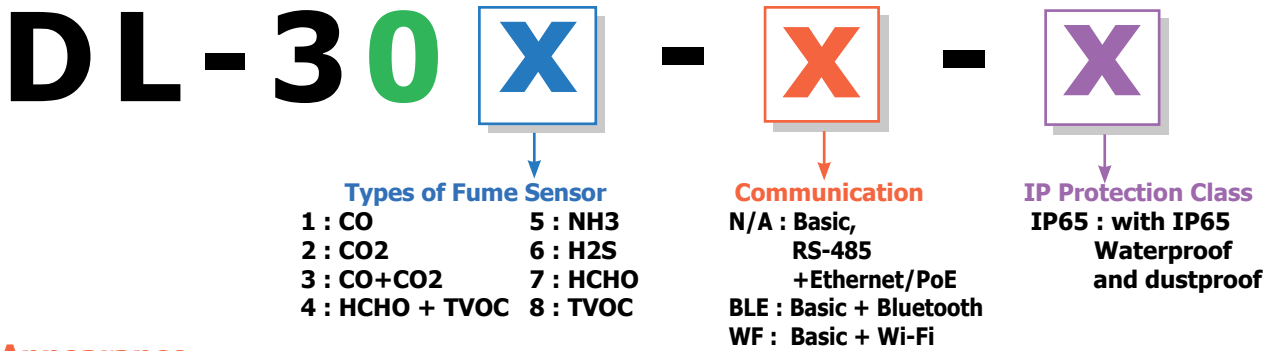 DL-30X - X - X
Types of Fume Sensor
1 : CO
2 : CO2
3 : CO+CO2
4 : HCHO + TVOC
5 : NH3
6 : H2S
7 : HCHO
8 : TVOC
Communication
N/A : Basic,
RS-485
+Ethernet/PoE
BLE : Basic + Bluetooth
WF : Basic + Wi-Fi
IP Protection Class
IP65 : with IP65
Waterproof
and dustproof